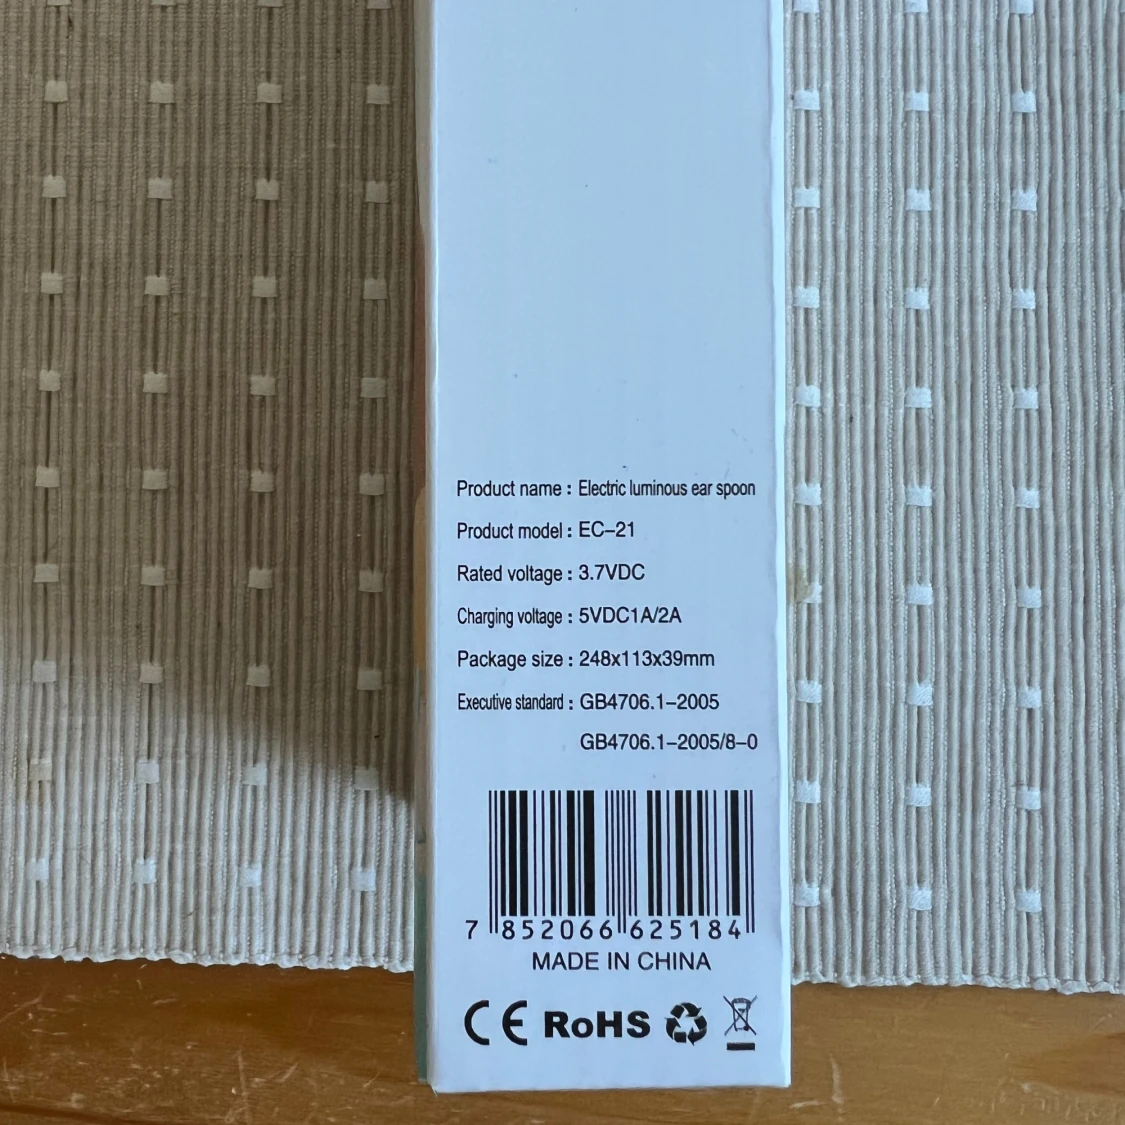 Product name : Electric luminous ear spoon
Product model : EC-21
Rated voltage : 3.7VDC
Charging voltage : 5VDC1A/2A
Package size : 248x113x39mm
Executive standard : GB4706.1-2005
GB4706.1-2005/8-0
7 852066 625184
MADE IN CHINA
CE RoHS